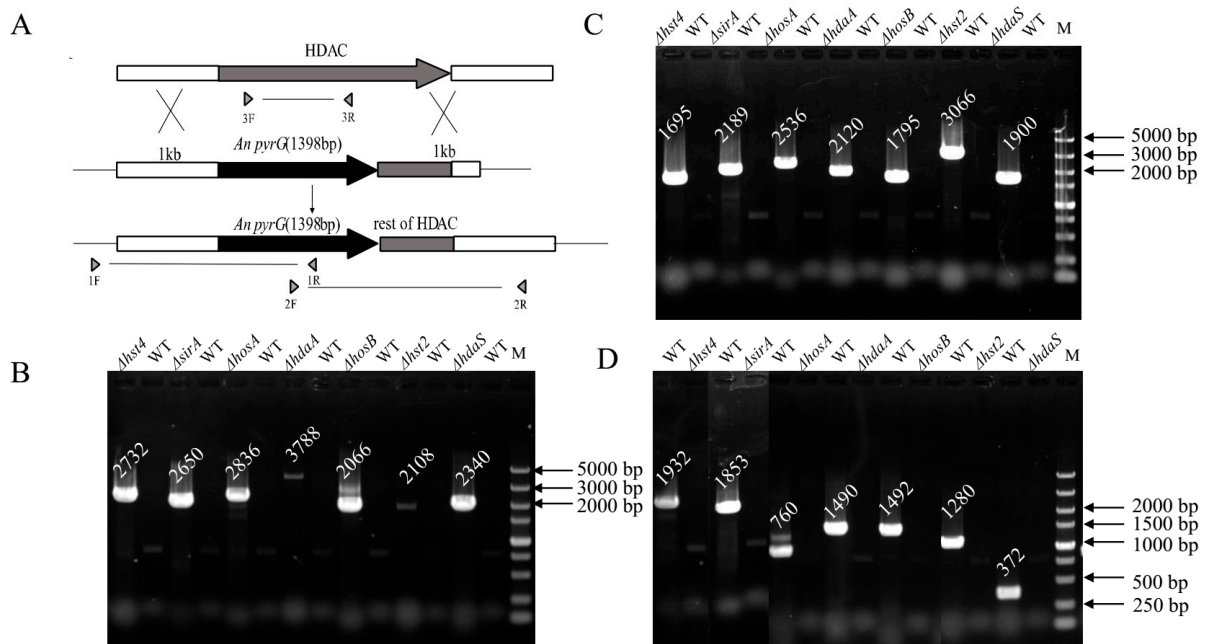 A
HDAC
3F 3R
1kb An pyrG(1398bp) 1kb
An pyrG(1398bp) rest of HDAC
1F 1R
2F 2R
B
Δhst4 WT ΔsirA WT ΔhosA WT ΔhdaA WT ΔhosB WT Δhst2 WT ΔhdaS WT M
2732 2650 2836 3788 2066 2108 2340
5000 bp
3000 bp
2000 bp
C
Δhst4 WT ΔsirA WT ΔhosA WT ΔhdaA WT ΔhosB WT Δhst2 WT ΔhdaS WT M
1695 2189 2536 2120 1795 3066 1900
5000 bp
3000 bp
2000 bp
D
WT Δhst4 WT ΔsirA WT ΔhosA WT ΔhdaA WT ΔhosB WT Δhst2 WT ΔhdaS M
1932 1853 760 1490 1492 1280 372
2000 bp
1500 bp
1000 bp
500 bp
250 bp